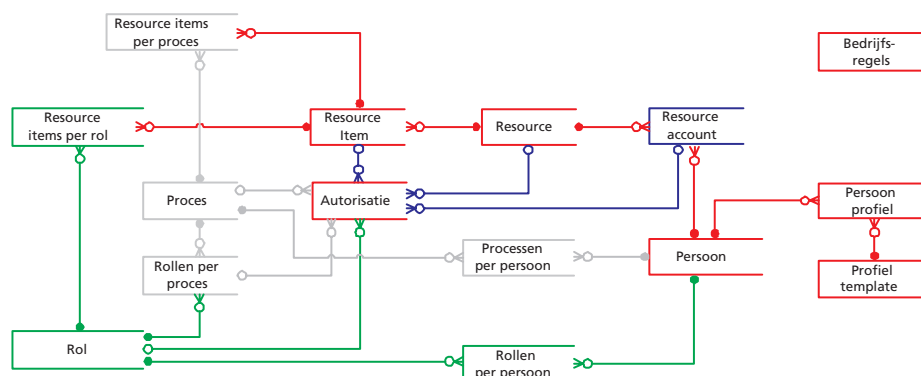 Resource items
per proces
Bedrijfs-
regels
Resource
items per rol
Resource
Item
Resource
Resource
account
Proces
Autorisatie
Persoon
profiel
Rollen per
proces
Processen
per persoon
Persoon
Profiel
template
Rol
Rollen
per persoon